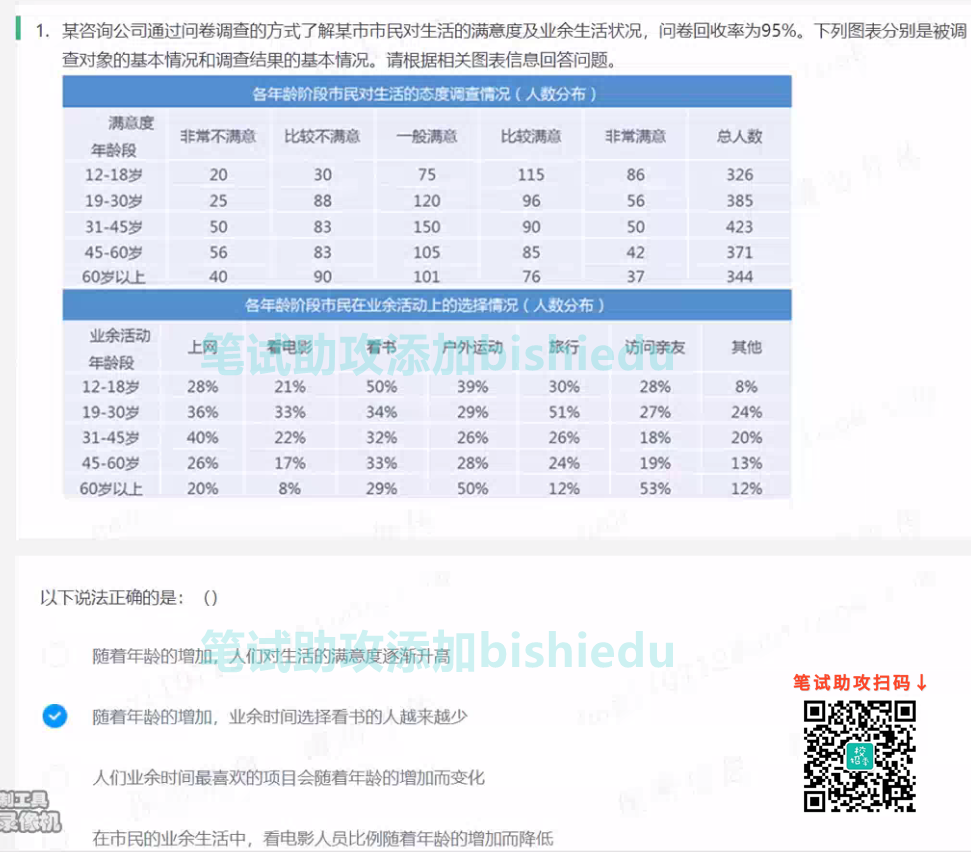 1. 某咨询公司通过问卷调查的方式了解某市市民对生活的满意度及业余生活状况，问卷回收率为95%。下列图表分别是被调
查对象的基本情况和调查结果的基本情况。请根据相关图表信息回答问题。
各年龄阶段市民对生活的态度调查情况（人数分布）
满意度
年龄段 非常不满意 比较不满意 一般满意 比较满意 非常满意 总人数
12-18岁 20 30 75 115 86 326
19-30岁 25 88 120 96 56 385
31-45岁 50 83 150 90 50 423
45-60岁 56 83 105 85 42 371
60岁以上 40 90 101 76 37 344
各年龄阶段市民在业余活动上的选择情况（人数分布）
业余活动
年龄段 上网 看电影 看书 户外运动 旅行 访问亲友 其他
笔试助攻添加bishiedu
12-18岁 28% 21% 50% 39% 30% 28% 8%
19-30岁 36% 33% 34% 29% 51% 27% 24%
31-45岁 40% 22% 32% 26% 26% 18% 20%
45-60岁 26% 17% 33% 28% 24% 19% 13%
60岁以上 20% 8% 29% 50% 12% 53% 12%
以下说法正确的是：（）
随着年龄的增加，人们对生活的满意度逐渐升高
笔试助攻添加bishiedu
笔试助攻扫码↓
随着年龄的增加，业余时间选择看书的人越来越少
人们业余时间最喜欢的项目会随着年龄的增加而变化
制工具
录像机
在市民的业余生活中，看电影人员比例随着年龄的增加而降低